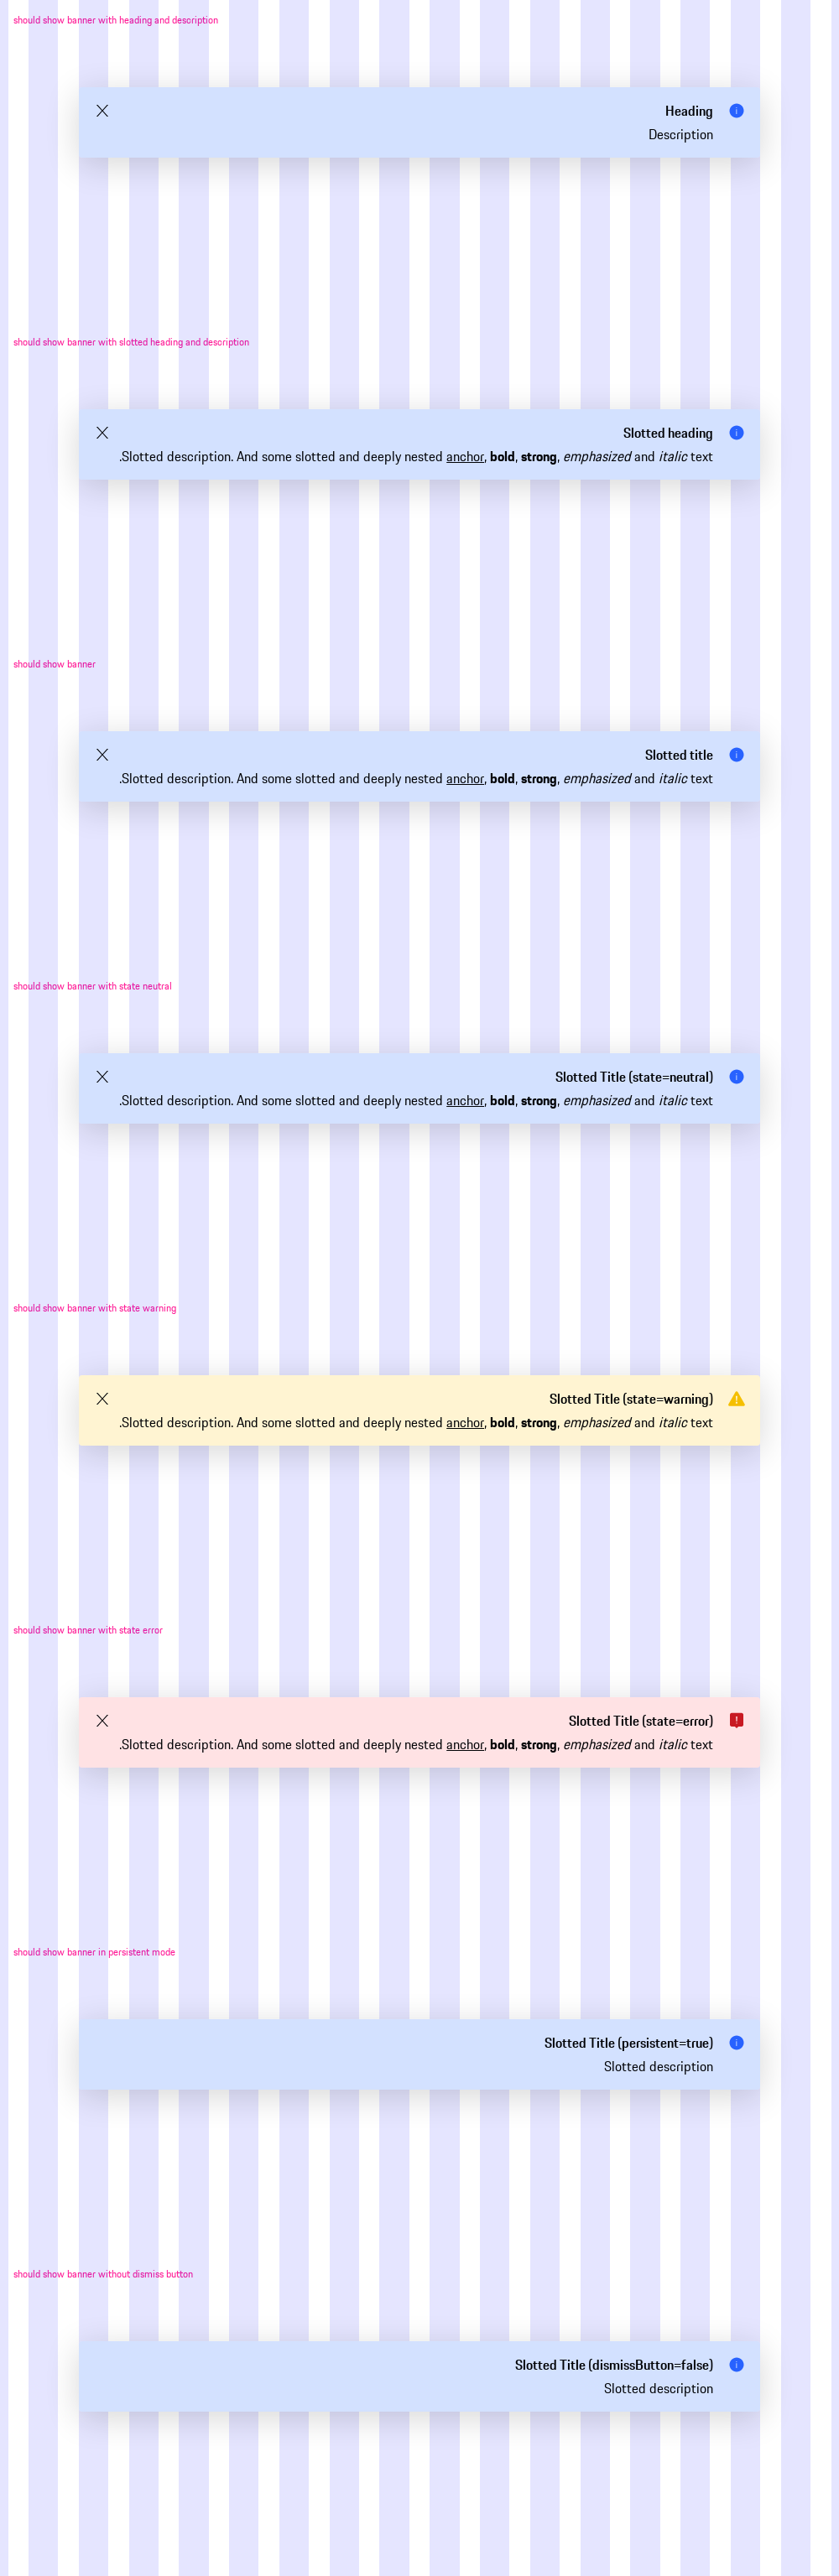 should show banner with heading and description
Heading
Description
should show banner with slotted heading and description
Slotted heading
.Slotted description. And some slotted and deeply nested anchor, bold, strong, emphasized and italic text
should show banner
Slotted title
.Slotted description. And some slotted and deeply nested anchor, bold, strong, emphasized and italic text
should show banner with state neutral
Slotted Title (state=neutral)
.Slotted description. And some slotted and deeply nested anchor, bold, strong, emphasized and italic text
should show banner with state warning
Slotted Title (state=warning)
.Slotted description. And some slotted and deeply nested anchor, bold, strong, emphasized and italic text
should show banner with state error
Slotted Title (state=error)
.Slotted description. And some slotted and deeply nested anchor, bold, strong, emphasized and italic text
should show banner in persistent mode
Slotted Title (persistent=true)
Slotted description
should show banner without dismiss button
Slotted Title (dismissButton=false)
Slotted description